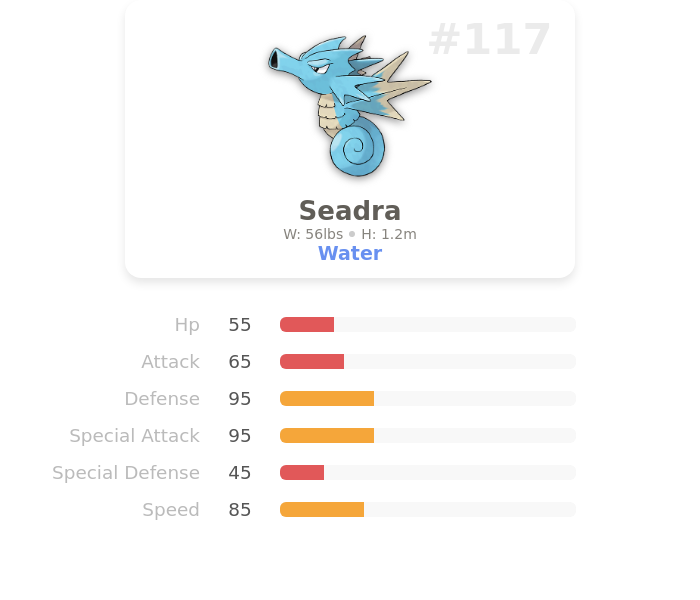 #117
Seadra
W: 56lbs ● H: 1.2m
Water
Hp 55
Attack 65
Defense 95
Special Attack 95
Special Defense 45
Speed 85